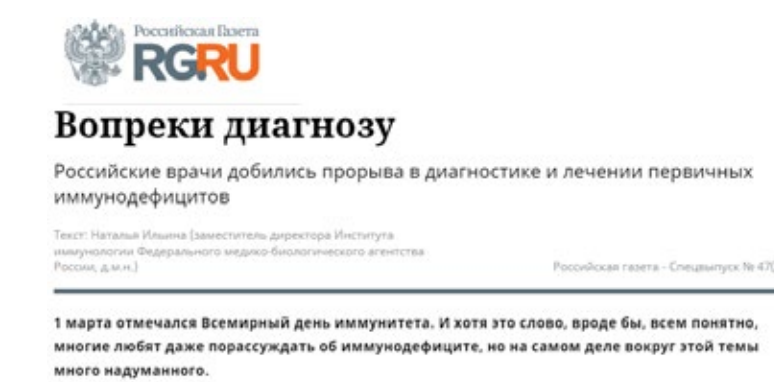 Российская Газета
RGRU
Вопреки диагнозу
Российские врачи добились прорыва в диагностике и лечении первичных
иммунодефицитов
Текст: Наталья Ильина (заместитель директора Института
иммунологии Федерального медико-биологического агентства
России, д.м.н.)
Российская газета - Спецвыпуск № 47(
1 марта отмечался Всемирный день иммунитета. И хотя это слово, вроде бы, всем понятно,
многие любят даже порассуждать об иммунодефиците, но на самом деле вокруг этой темы
много надуманного.